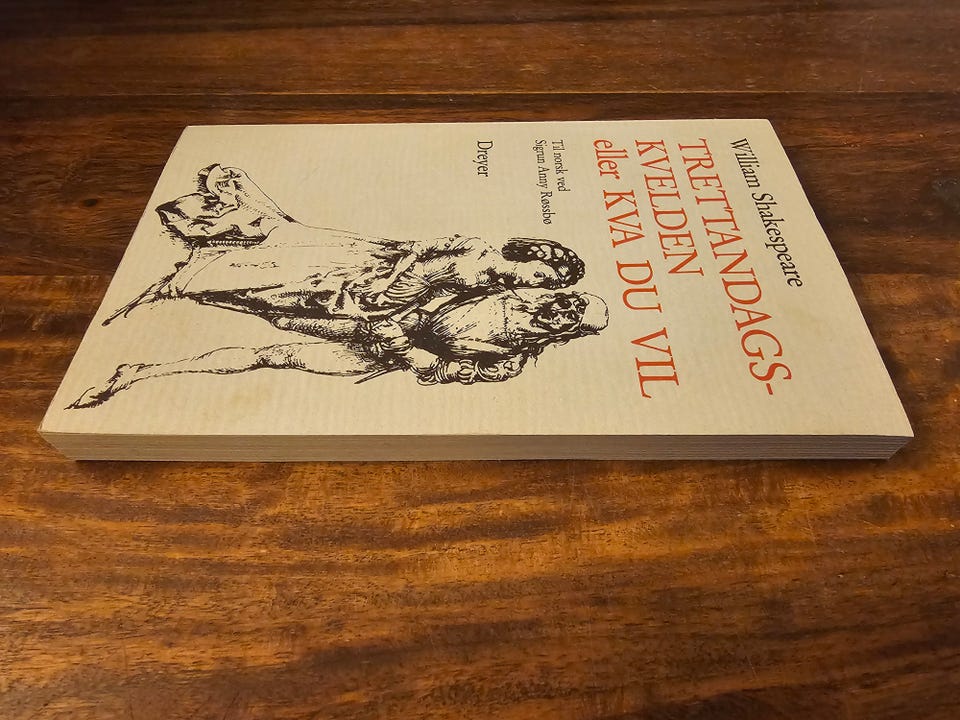 William Shakespeare
TRETTANDAGS-
KVELDEN
eller KVA DU VIL
Til norsk ved
Sigrun Anny Røssbø
Dreyer